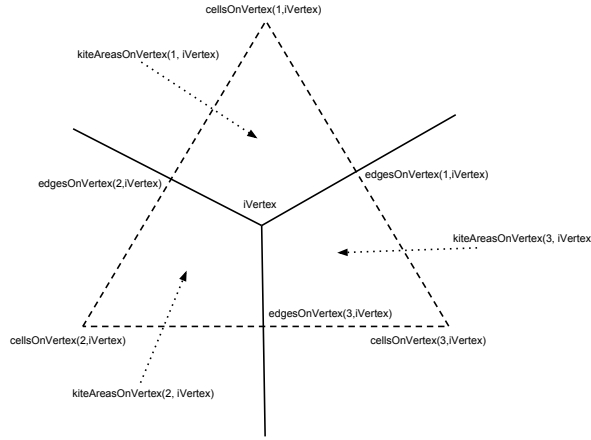 cellsOnVertex(1,iVertex)
kiteAreasOnVertex(1, iVertex)
edgesOnVertex(1,iVertex)
edgesOnVertex(2,iVertex)
iVertex
kiteAreasOnVertex(3, iVertex
edgesOnVertex(3,iVertex)
cellsOnVertex(2,iVertex)
cellsOnVertex(3,iVertex)
kiteAreasOnVertex(2, iVertex)